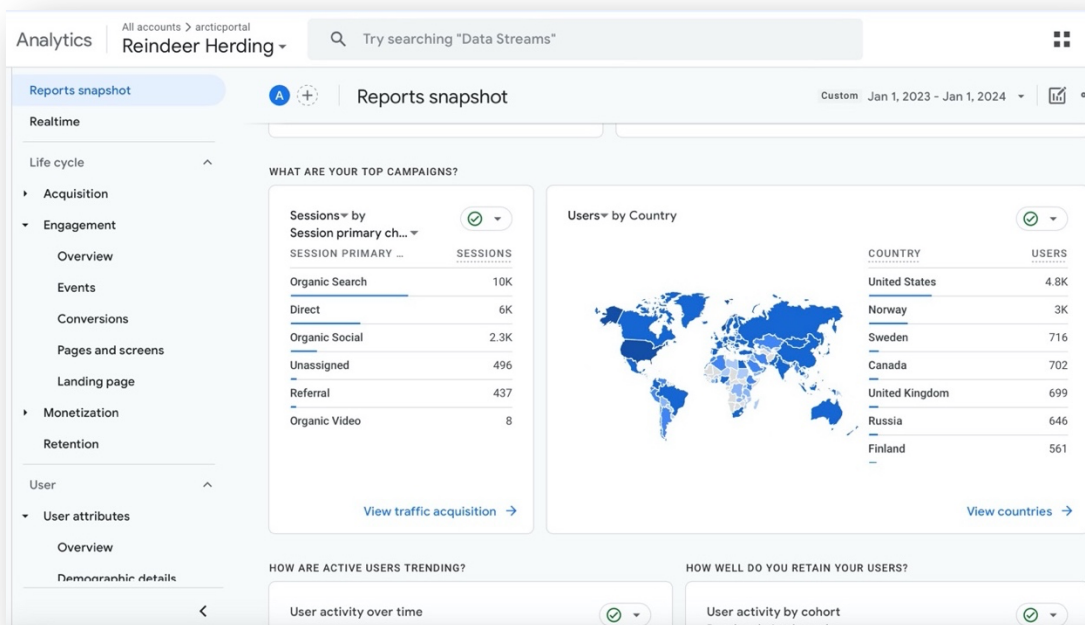 Analytics
All accounts > arcticportal
Reindeer Herding
Try searching "Data Streams"
Reports snapshot
Realtime
Life cycle
Acquisition
Engagement
Overview
Events
Conversions
Pages and screens
Landing page
Monetization
Retention
User
User attributes
Overview
Demographic details
A
Reports snapshot
Custom Jan 1, 2023 - Jan 1, 2024
WHAT ARE YOUR TOP CAMPAIGNS?
Sessions by
Session primary ch...
SESSION PRIMARY ... SESSIONS
Organic Search 10K
Direct 6K
Organic Social 2.3K
Unassigned 496
Referral 437
Organic Video 8
View traffic acquisition
Users by Country
COUNTRY USERS
United States 4.8K
Norway 3K
Sweden 716
Canada 702
United Kingdom 699
Russia 646
Finland 561
View countries
HOW ARE ACTIVE USERS TRENDING?
User activity over time
HOW WELL DO YOU RETAIN YOUR USERS?
User activity by cohort